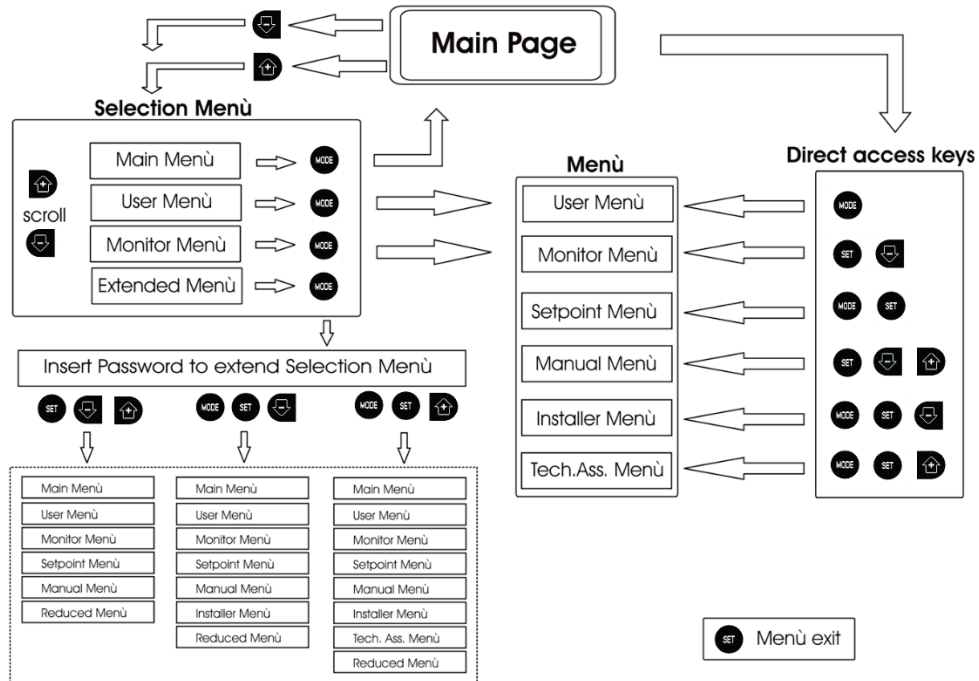 Main Page
Selection Menù
Main Menù
MODE
scroll
User Menù
MODE
Monitor Menù
MODE
Extended Menù
MODE
Insert Password to extend Selection Menù
SET
MODE SET
MODE SET
Main Menù
User Menù
Monitor Menù
Setpoint Menù
Manual Menù
Reduced Menù
Main Menù
User Menù
Monitor Menù
Setpoint Menù
Manual Menù
Installer Menù
Reduced Menù
Main Menù
User Menù
Monitor Menù
Setpoint Menù
Manual Menù
Installer Menù
Tech. Ass. Menù
Reduced Menù
Menù
User Menù
Monitor Menù
Setpoint Menù
Manual Menù
Installer Menù
Tech.Ass. Menù
Direct access keys
MODE
SET
MODE SET
SET
MODE SET
MODE SET
SET Menù exit